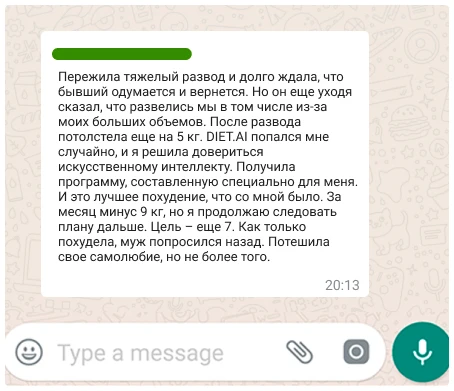 Пережила тяжелый развод и долго ждала, что
бывший одумается и вернется. Но он еще уходя
сказал, что развелись мы в том числе из-за
моих больших объемов. После развода
потолстела еще на 5 кг. DIET.AI попался мне
случайно, и я решила довериться
искусственному интеллекту. Получила
программу, составленную специально для меня.
И это лучшее похудение, что со мной было. За
месяц минус 9 кг, но я продолжаю следовать
плану дальше. Цель – еще 7. Как только
похудела, муж попросился назад. Потешила
свое самолюбие, но не более того.
20:13
Type a message